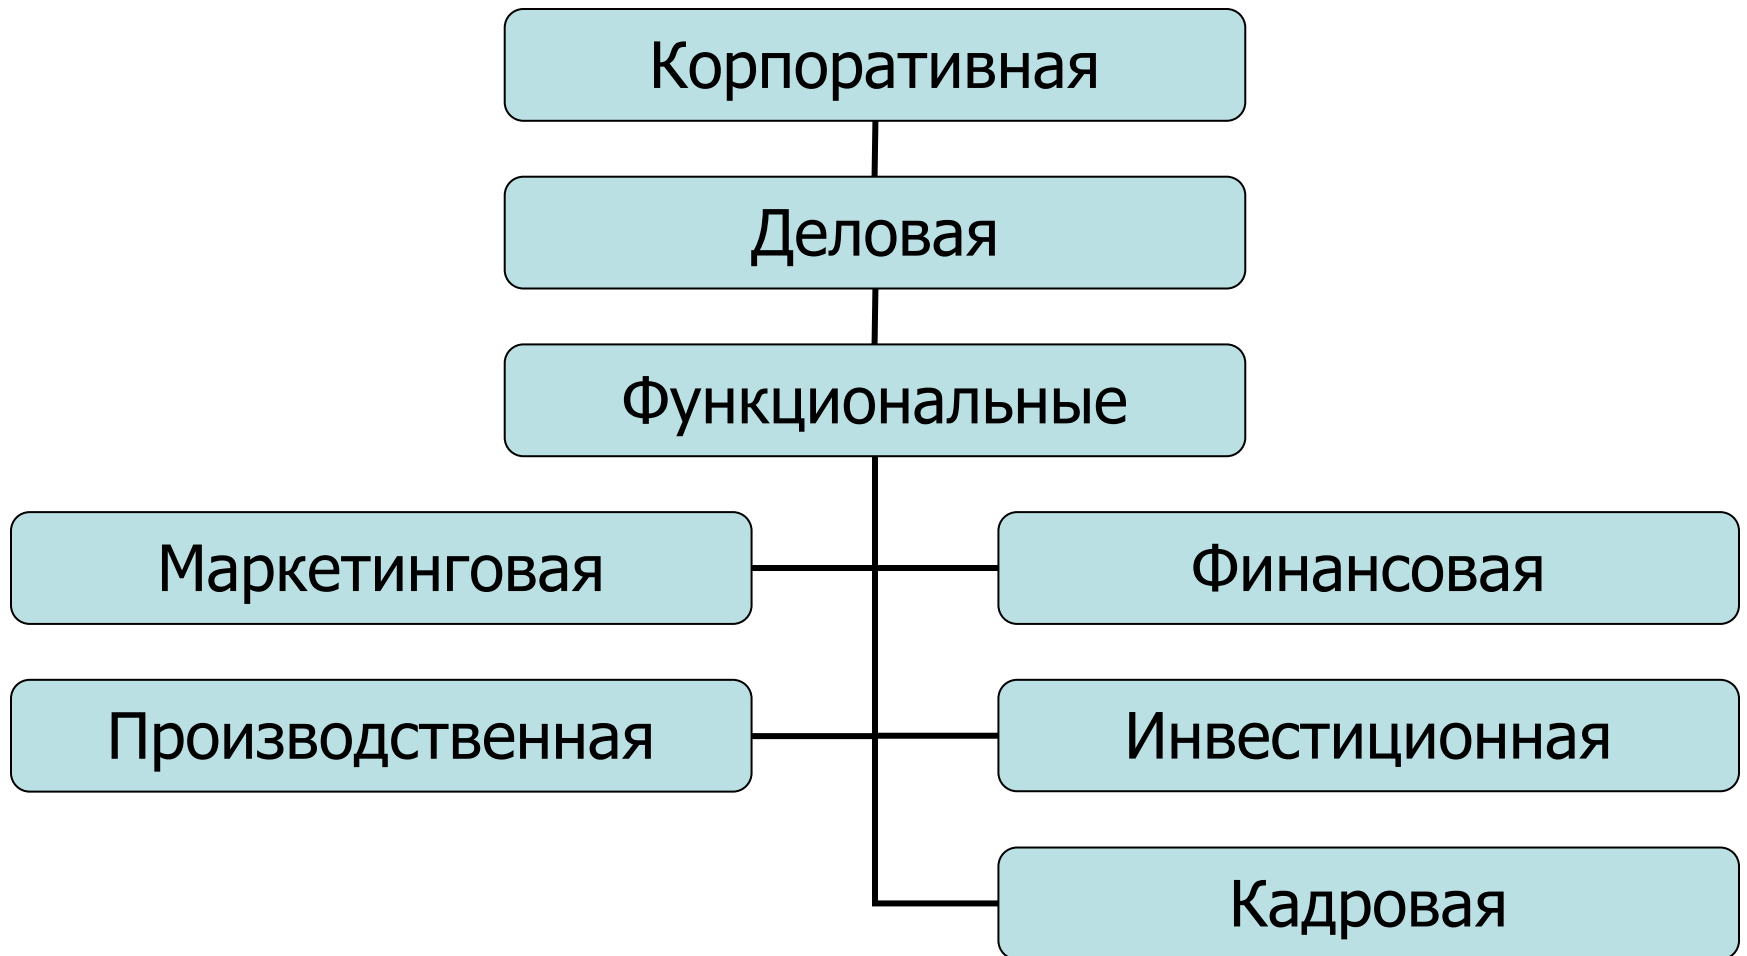 Корпоративная
Деловая
Функциональные
Маркетинговая
Финансовая
Производственная
Инвестиционная
Кадровая